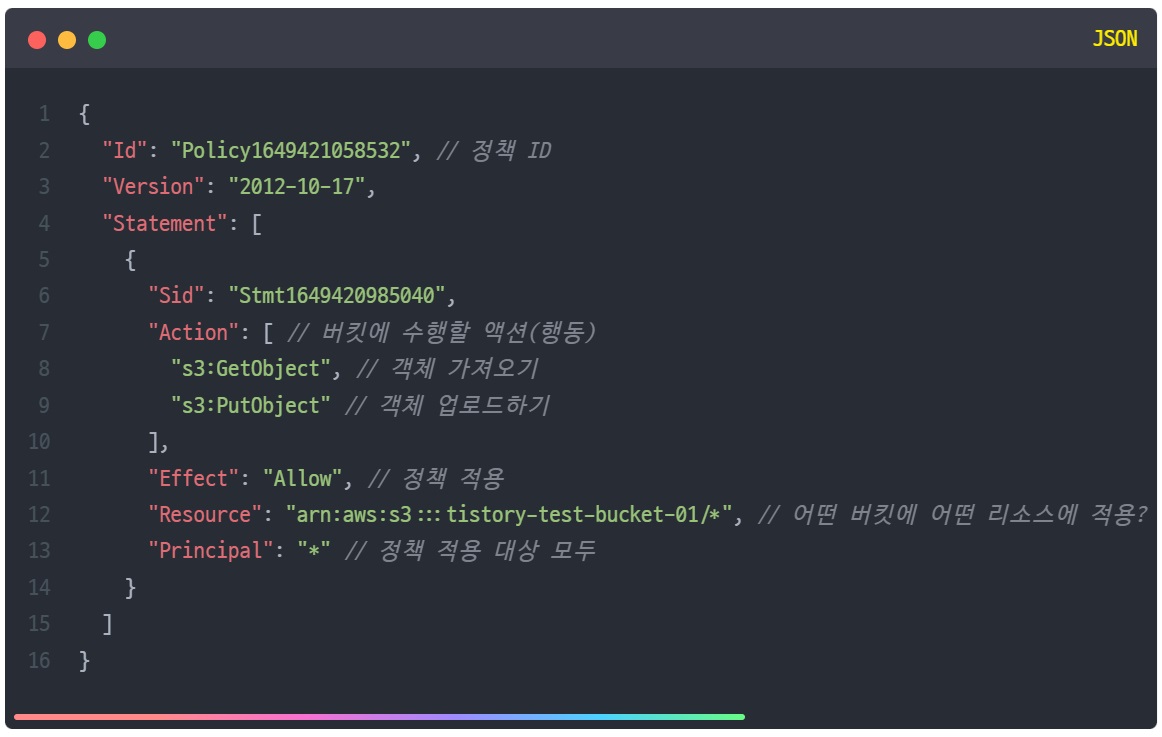 JSON
1 {
2 "Id": "Policy1649421058532", // 정책 ID
3 "Version": "2012-10-17",
4 "Statement": [
5 {
6 "Sid": "Stmt1649420985040",
7 "Action": [ // 버킷에 수행할 액션(행동)
8 "s3:GetObject", // 객체 가져오기
9 "s3:PutObject" // 객체 업로드하기
10 ],
11 "Effect": "Allow", // 정책 적용
12 "Resource": "arn:aws:s3:::tistory-test-bucket-01/*", // 어떤 버킷에 어떤 리소스에 적용?
13 "Principal": "*" // 정책 적용 대상 모두
14 }
15 ]
16 }